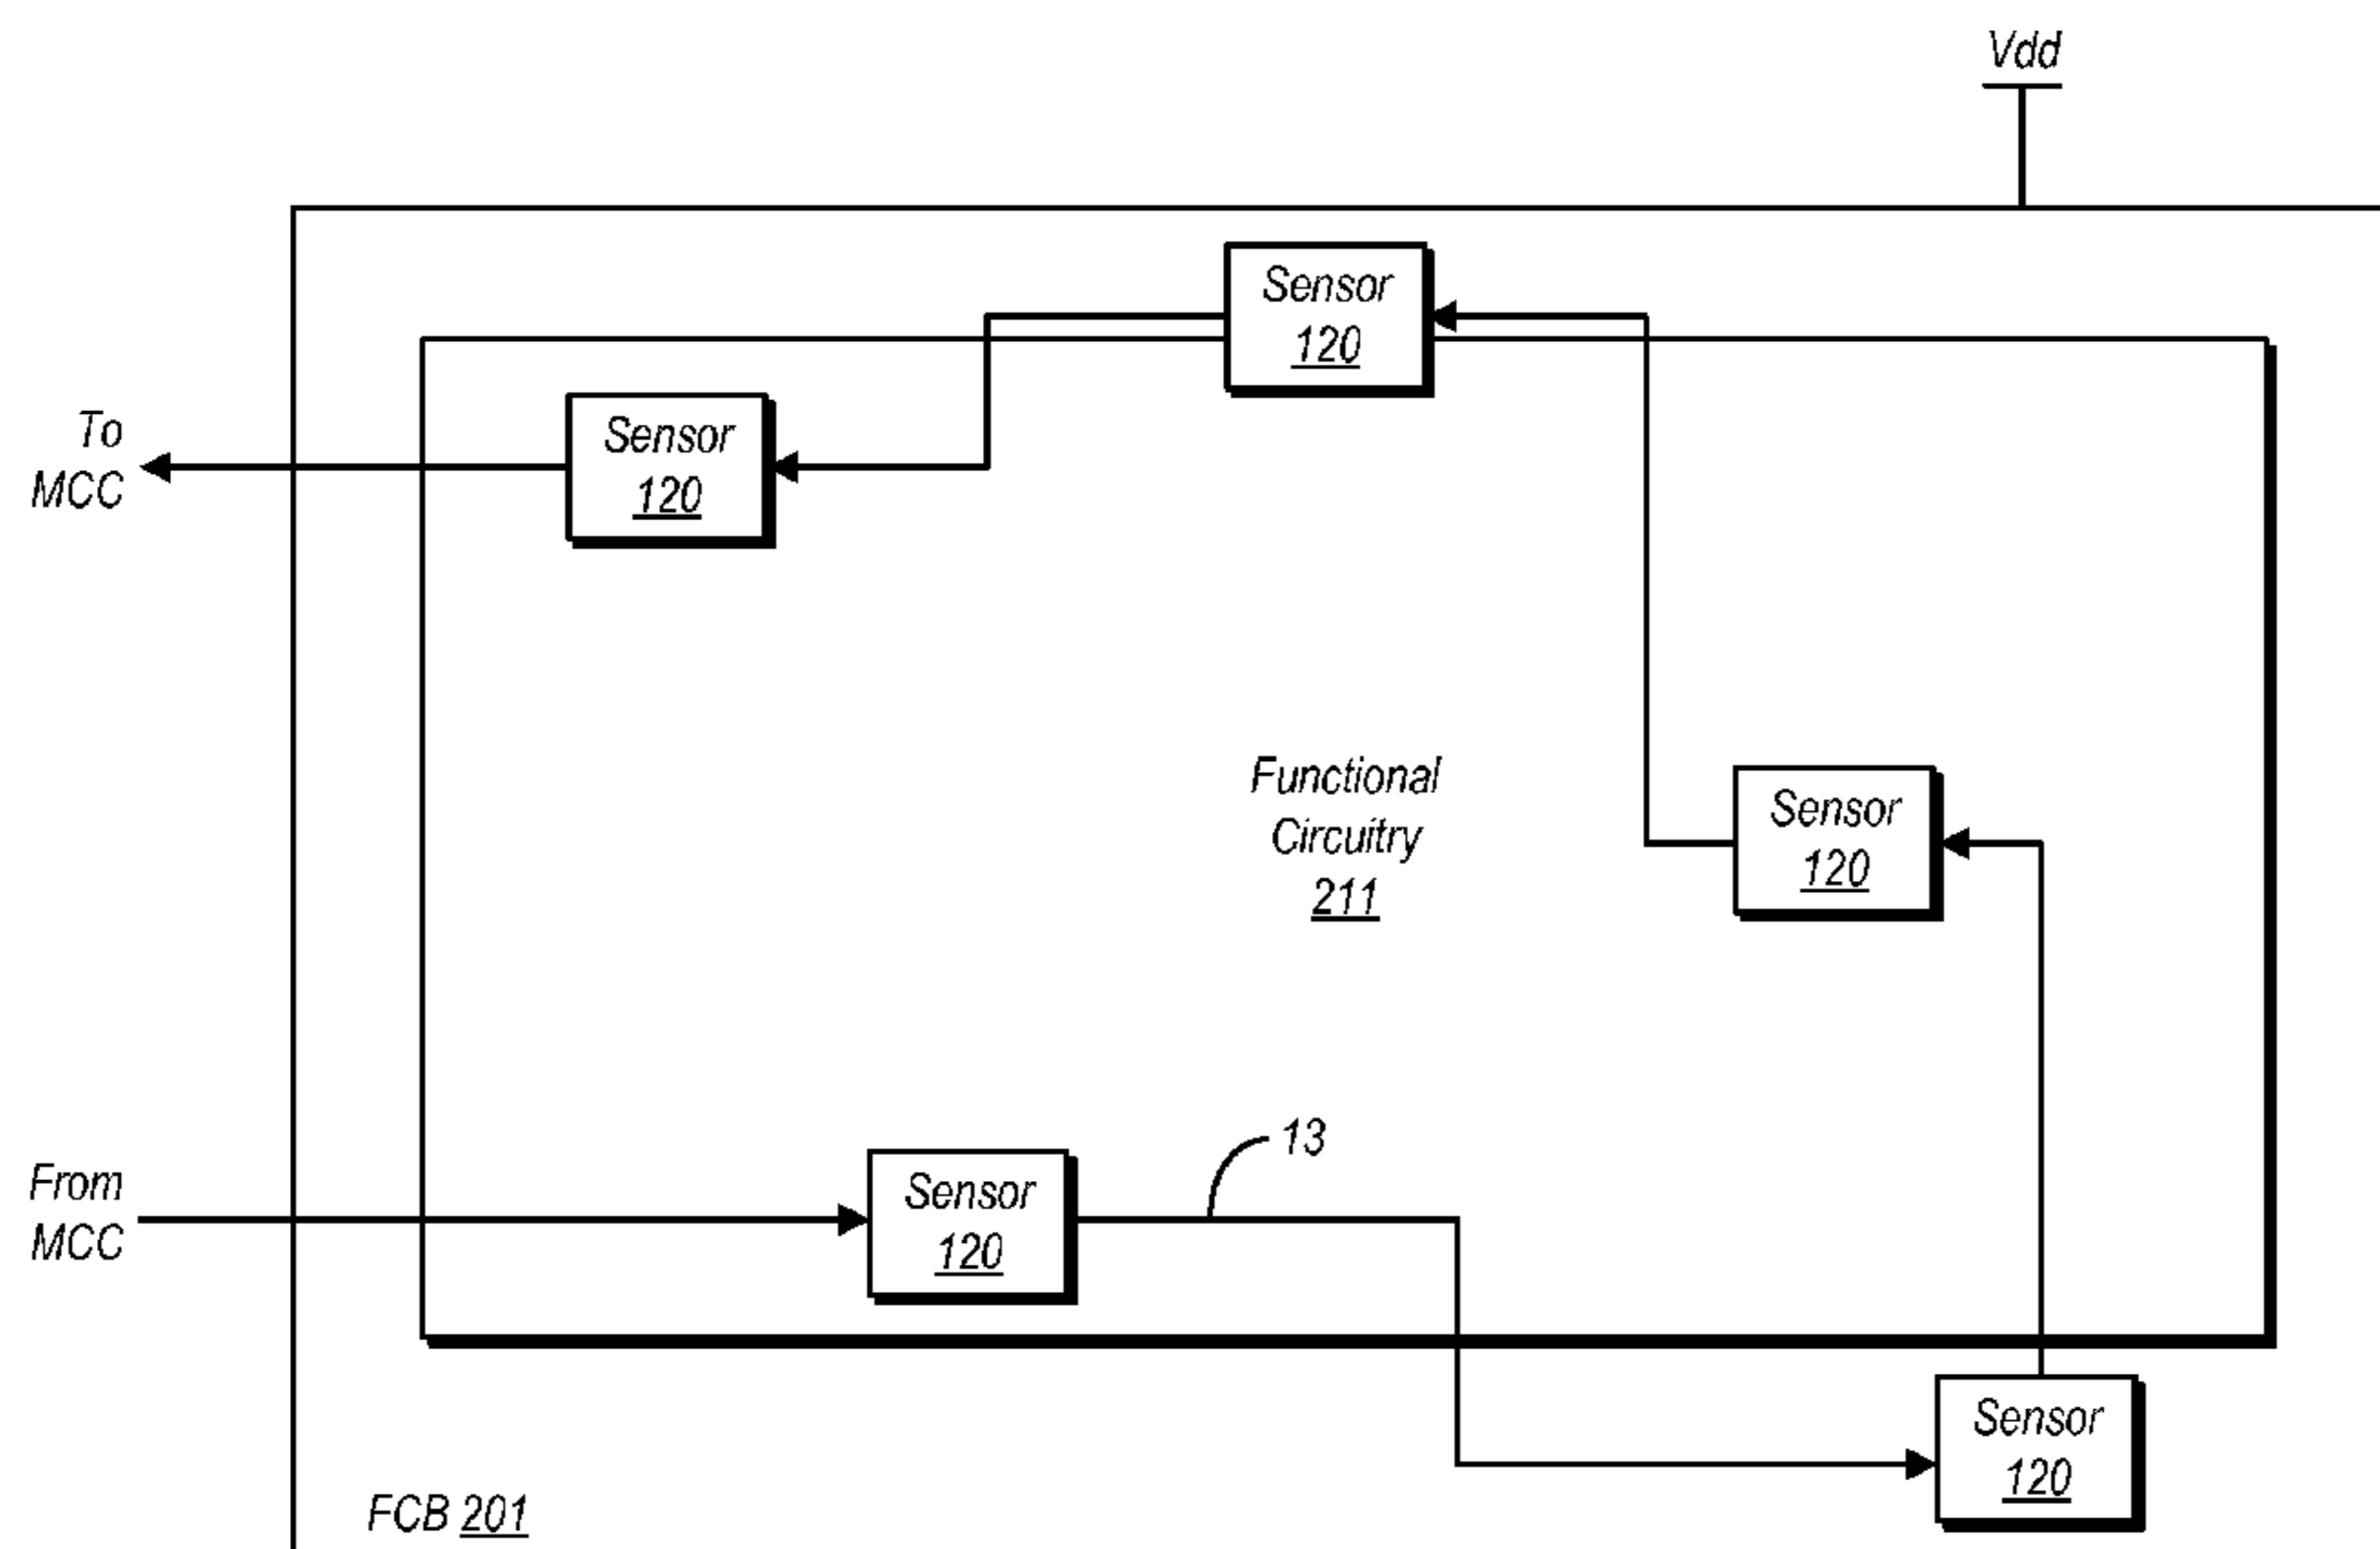 Vdd
Sensor
120
To
MCC
Sensor
120
Functional
Circuitry
211
Sensor
120
13
From
MCC
Sensor
120
Sensor
120
FCB 201